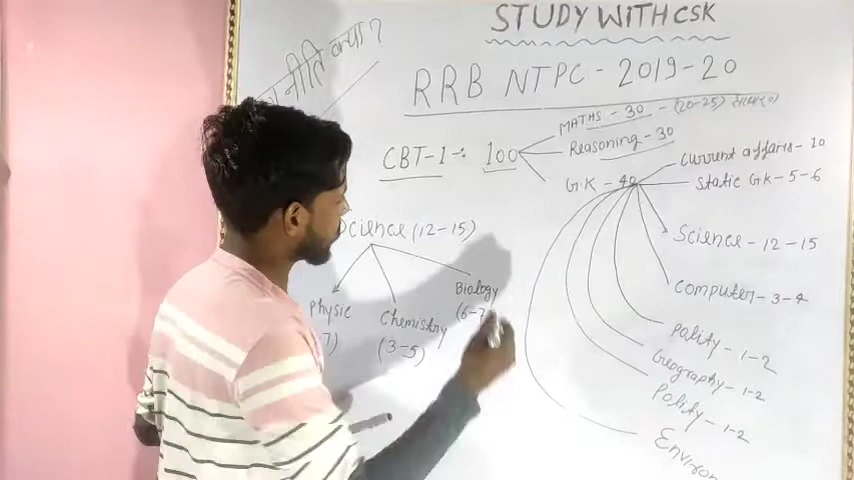 STUDY WITH CSK
नीति क्या?
RRB NTPC - 2019-20
CBT-1 -: 100
MATHS - 30 - (20-25)
Reasoning - 30
G.K - 40
Current affairs - 10
Static GK - 5-6
Science - 12-15
Computer - 3-4
Pality - 1-2
Geography - 1-2
Polity - 1-2
Environ
Science (12-15)
Physic
7)
Chemistry
(3-5)
Biology
(6-7